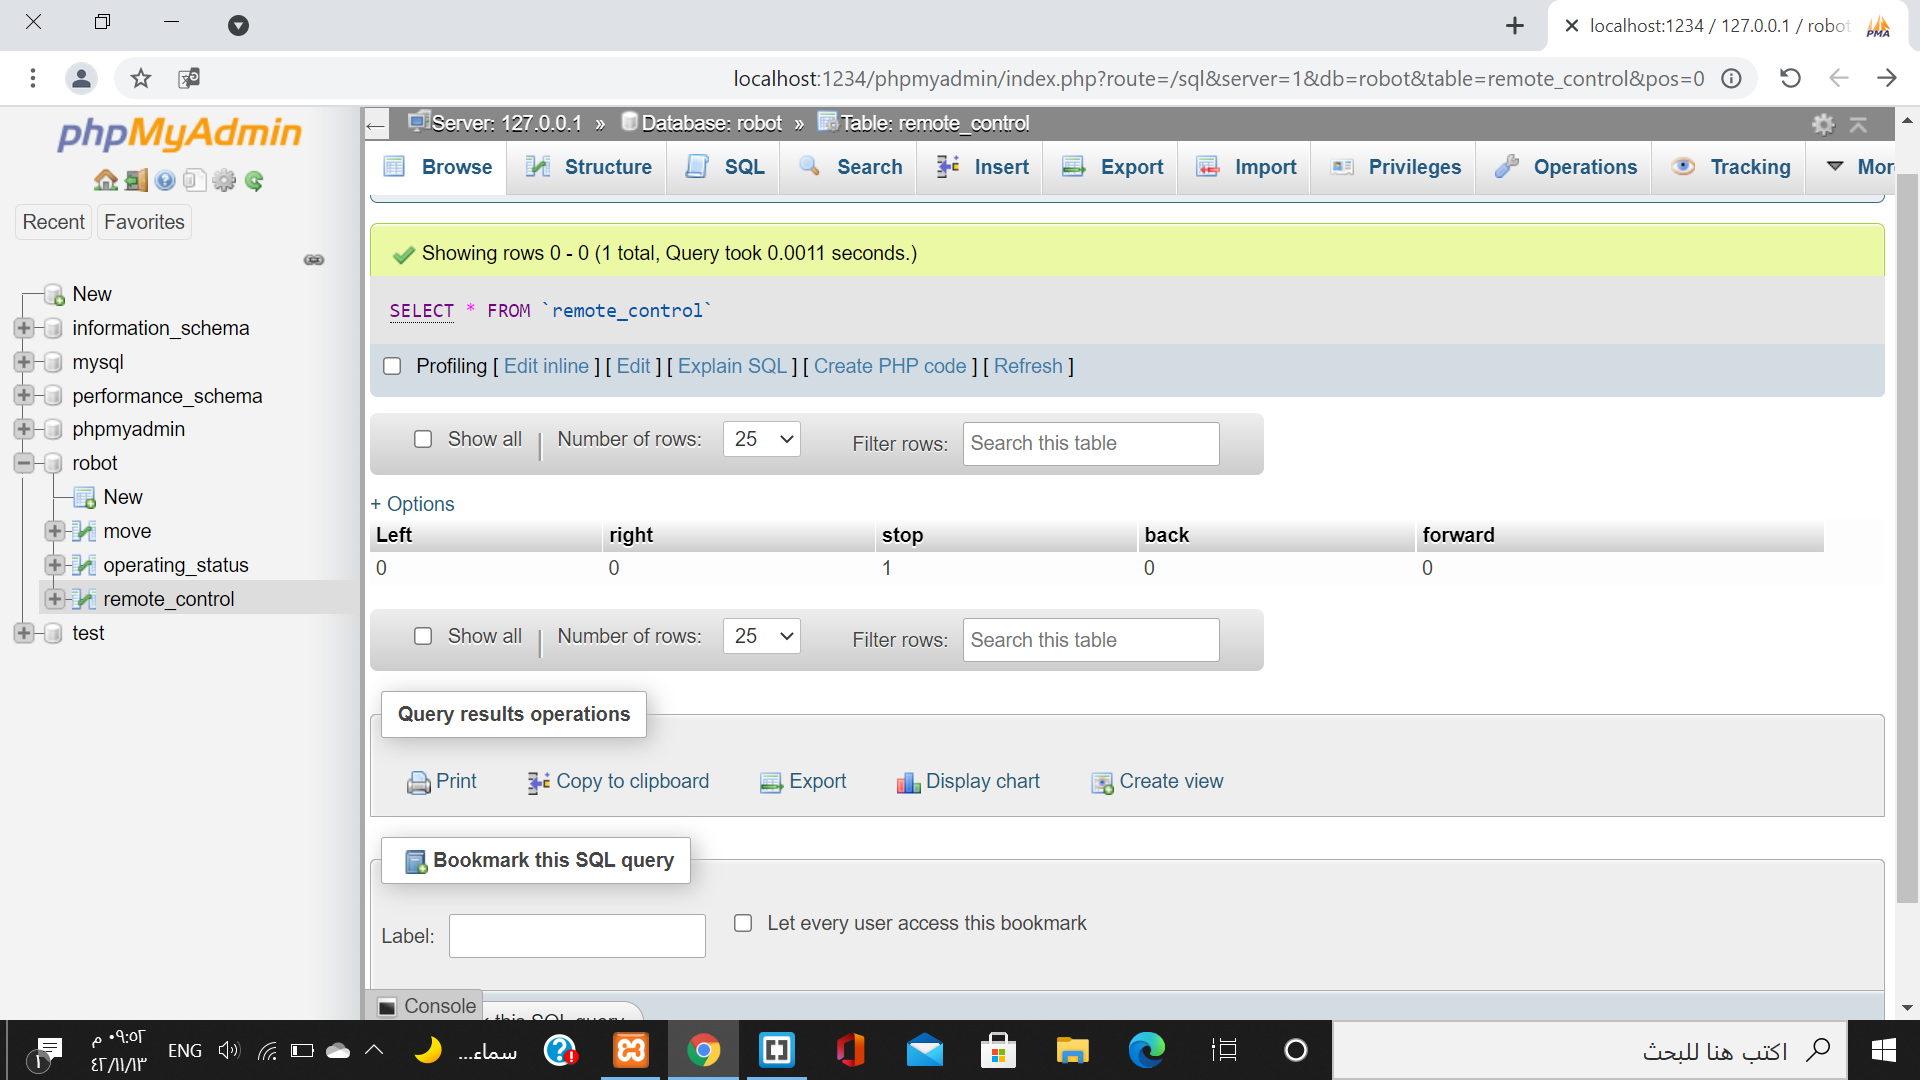 localhost:1234 / 127.0.0.1 / robot
PMA
localhost:1234/phpmyadmin/index.php?route=/sql&server=1&db=robot&table=remote_control&pos=0
phpMyAdmin
Recent
Favorites
New
information_schema
mysql
performance_schema
phpmyadmin
robot
New
move
operating_status
remote_control
test
Server: 127.0.0.1 » Database: robot » Table: remote_control
Browse Structure SQL Search Insert Export Import Privileges Operations Tracking Mor
Showing rows 0 - 0 (1 total, Query took 0.0011 seconds.)
SELECT * FROM `remote_control`
Profiling [ Edit inline ] [ Edit ] [ Explain SQL ] [ Create PHP code ] [ Refresh ]
Show all | Number of rows: 25 Filter rows: Search this table
+ Options
Left right stop back forward
0 0 1 0 0
Show all | Number of rows: 25 Filter rows: Search this table
Query results operations
Print Copy to clipboard Export Display chart Create view
Bookmark this SQL query
Label:
Let every user access this bookmark
Console
this SQL query
٠٩:٥٢ م
٤٢/١١/١٣
١
ENG
سماء...
اكتب هنا للبحث